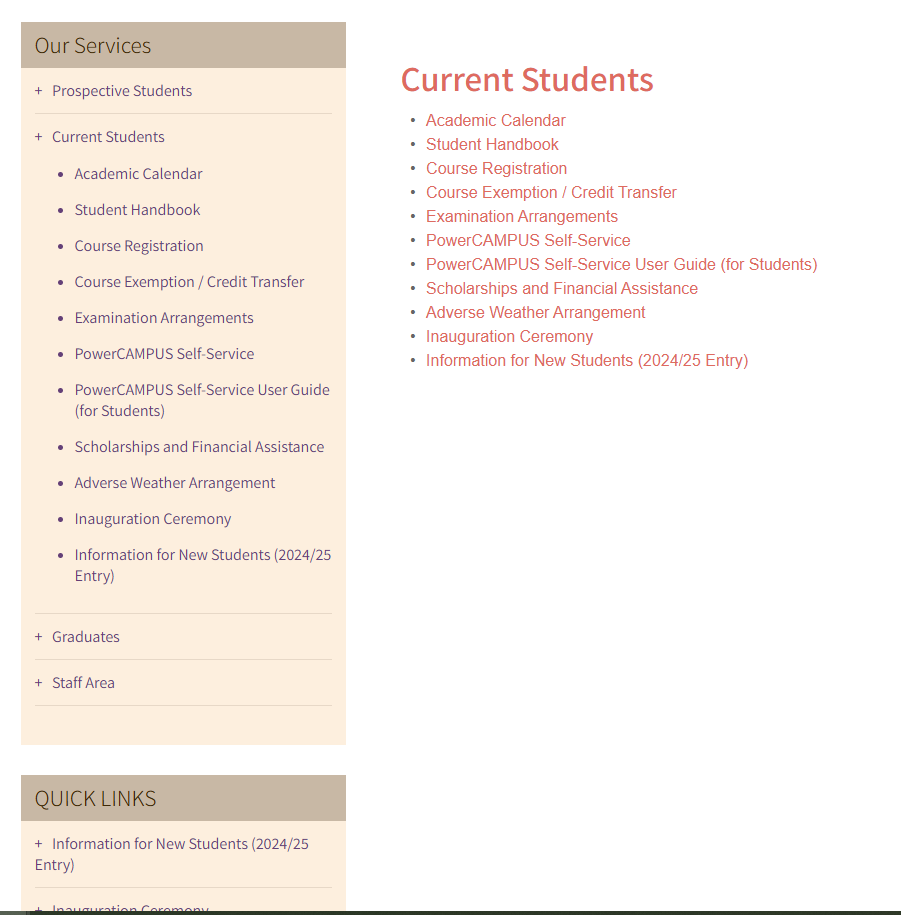 Our Services
+ Prospective Students
+ Current Students
• Academic Calendar
• Student Handbook
• Course Registration
• Course Exemption / Credit Transfer
• Examination Arrangements
• PowerCAMPUS Self-Service
• PowerCAMPUS Self-Service User Guide
(for Students)
• Scholarships and Financial Assistance
• Adverse Weather Arrangement
• Inauguration Ceremony
• Information for New Students (2024/25
Entry)
+ Graduates
+ Staff Area
QUICK LINKS
+ Information for New Students (2024/25
Entry)
+ Inauguration Ceremony
Current Students
• Academic Calendar
• Student Handbook
• Course Registration
• Course Exemption / Credit Transfer
• Examination Arrangements
• PowerCAMPUS Self-Service
• PowerCAMPUS Self-Service User Guide (for Students)
• Scholarships and Financial Assistance
• Adverse Weather Arrangement
• Inauguration Ceremony
• Information for New Students (2024/25 Entry)